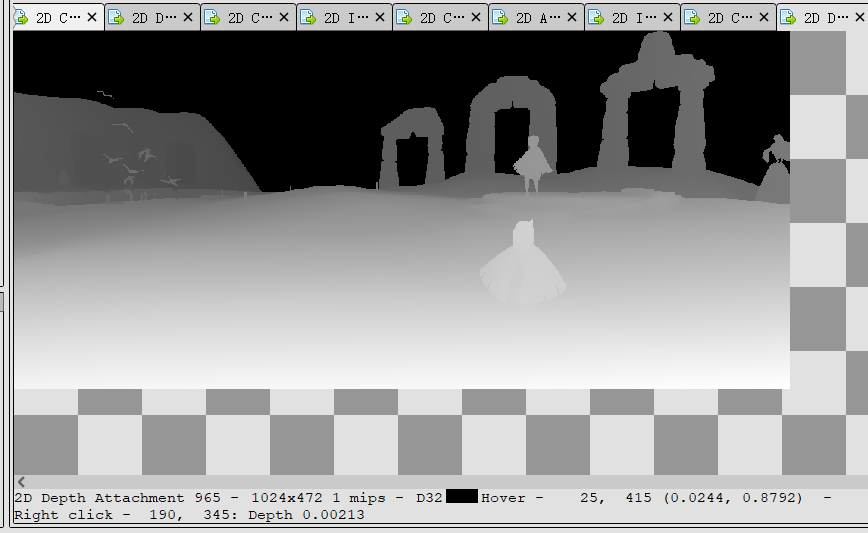 2D C··· 2D D··· 2D C··· 2D I··· 2D C··· 2D A··· 2D I··· 2D C··· 2D D···
2D Depth Attachment 965 - 1024x472 1 mips - D32 Hover - 25, 415 (0.0244, 0.8792) -
Right click - 190, 345: Depth 0.00213